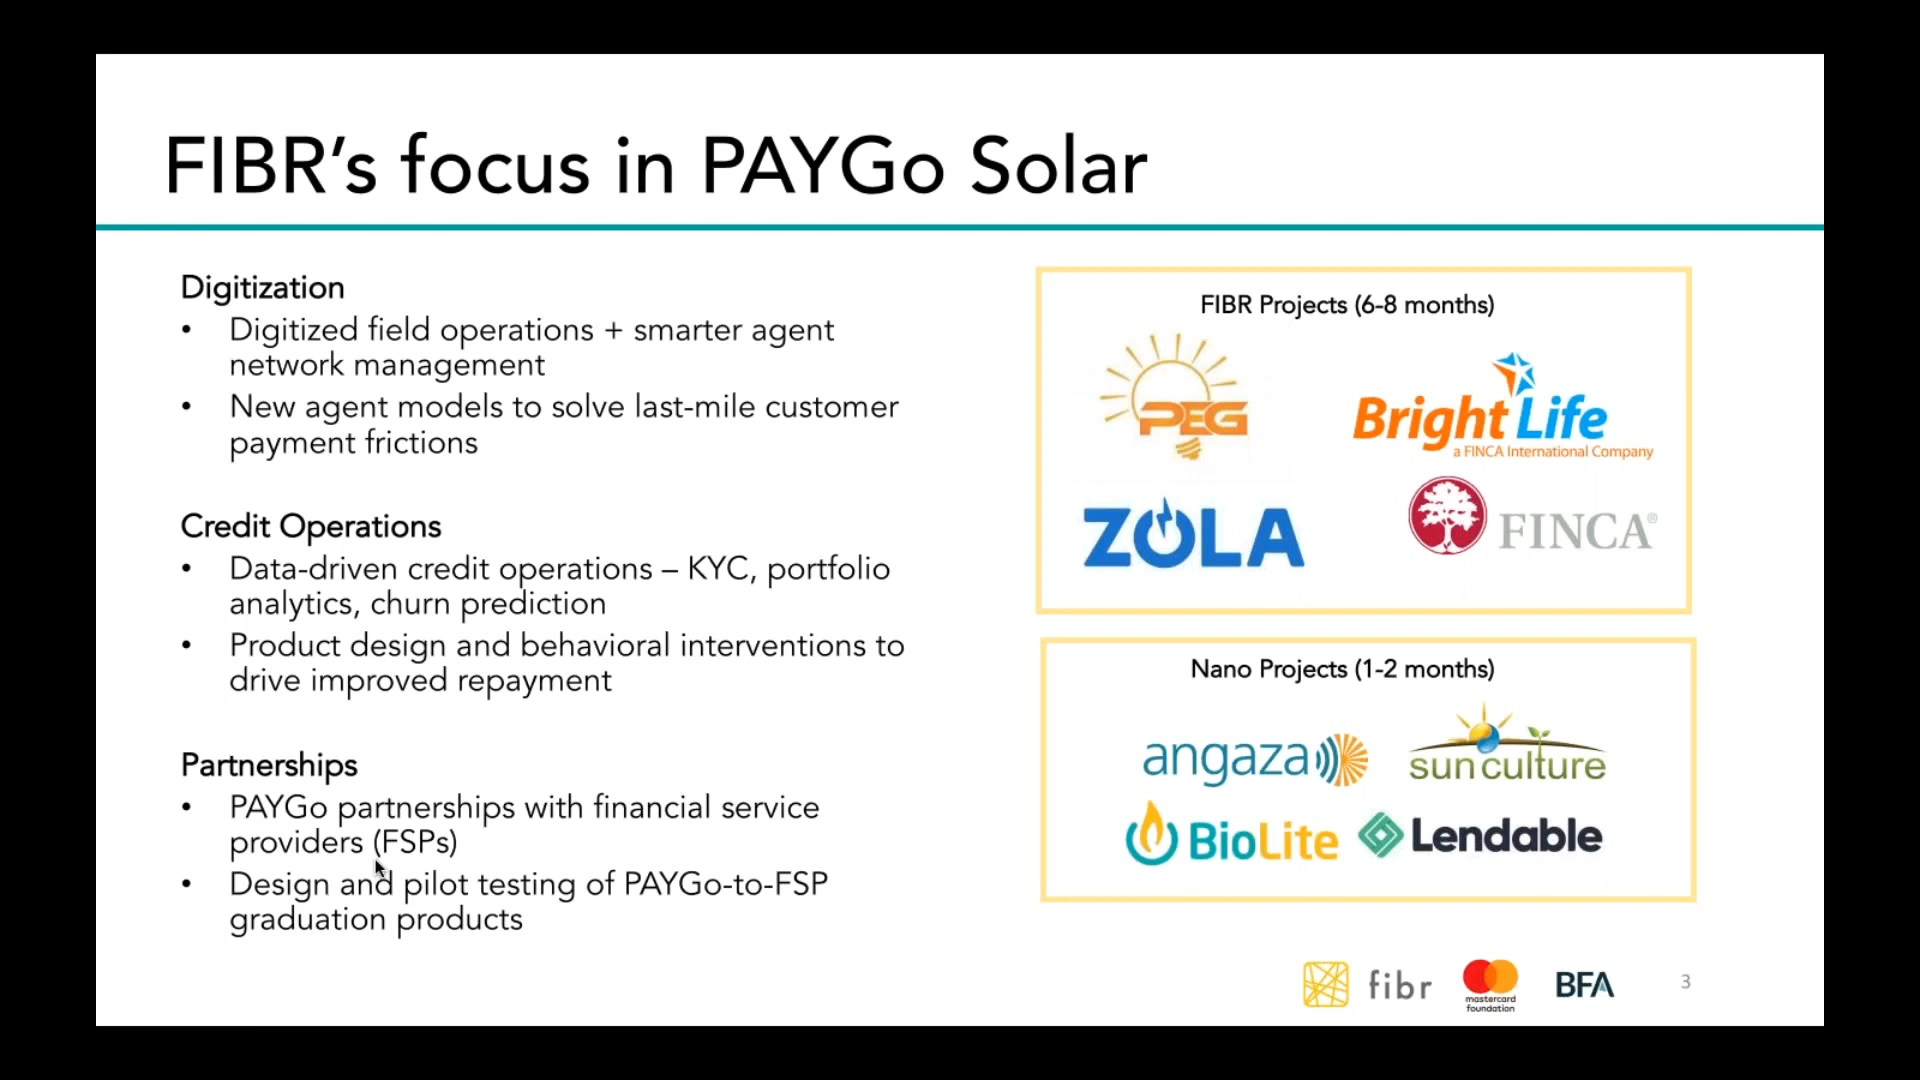 FIBR’s focus in PAYGo Solar
Digitization
• Digitized field operations + smarter agent
network management
• New agent models to solve last-mile customer
payment frictions
Credit Operations
• Data-driven credit operations – KYC, portfolio
analytics, churn prediction
• Product design and behavioral interventions to
drive improved repayment
Partnerships
• PAYGo partnerships with financial service
providers (FSPs)
• Design and pilot testing of PAYGo-to-FSP
graduation products
FIBR Projects (6-8 months)
PEG
BrightLife
a FINCA International Company
ZOLA
FINCA®
Nano Projects (1-2 months)
angaza
sunculture
BioLite
Lendable
fibr
mastercard
foundation
BFA
3